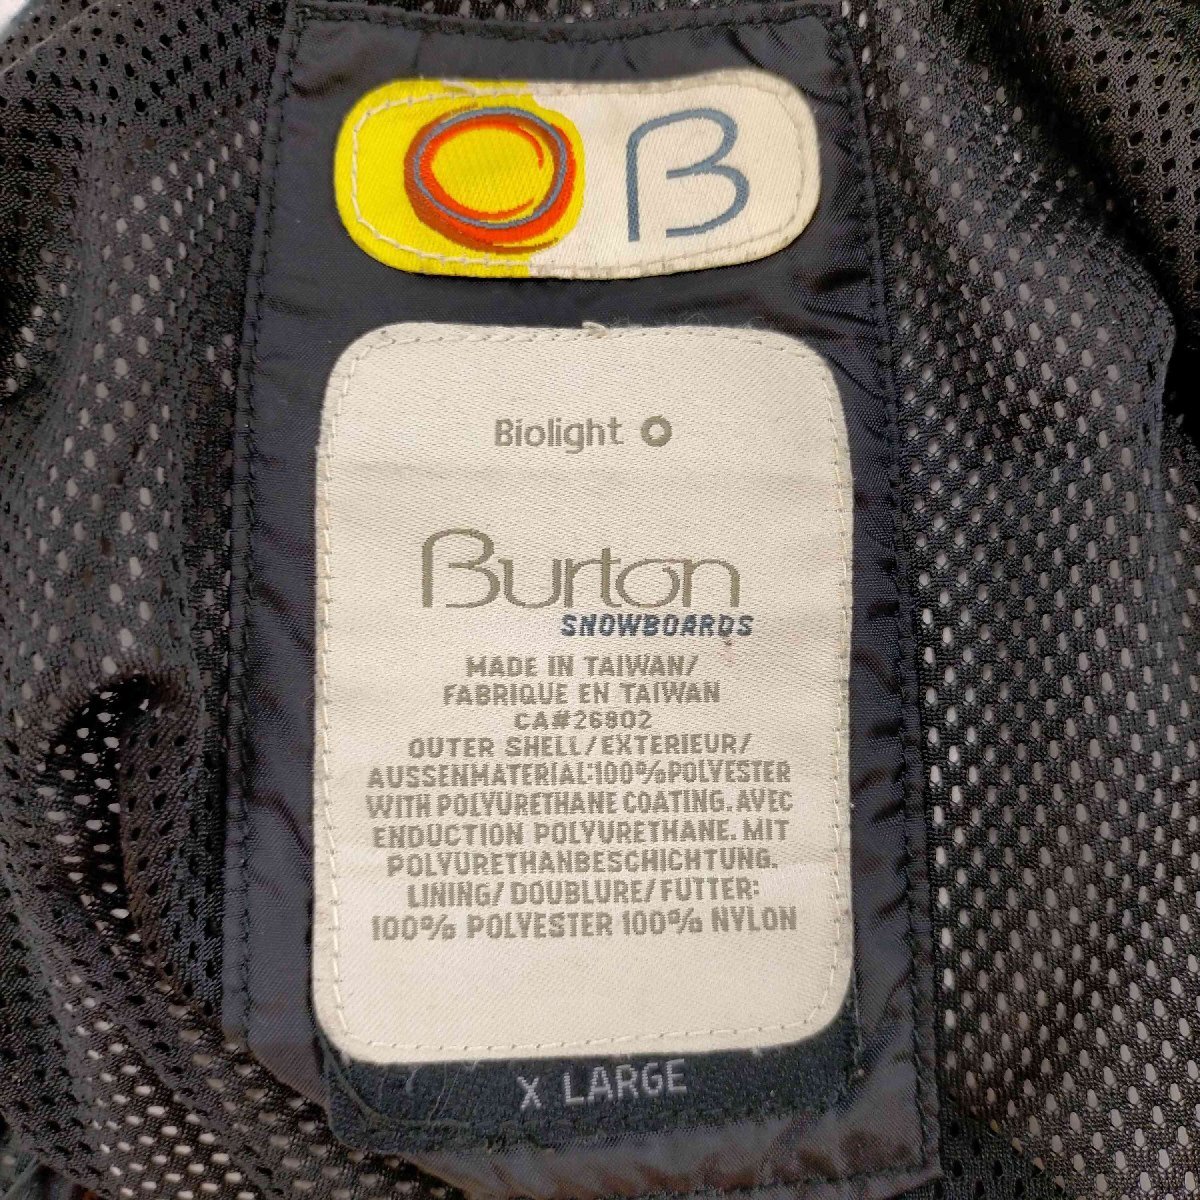 B
Biolight
Burton
SNOWBOARDS
MADE IN TAIWAN/
FABRIQUE EN TAIWAN
CA#26902
OUTER SHELL/EXTERIEUR/
AUSSENMATERIAL:100%POLYESTER
WITH POLYURETHANE COATING. AVEC
ENDUCTION POLYURETHANE. MIT
POLYURETHANBESCHICHTUNG.
LINING/DOUBLURE/FUTTER:
100% POLYESTER 100% NYLON
X LARGE